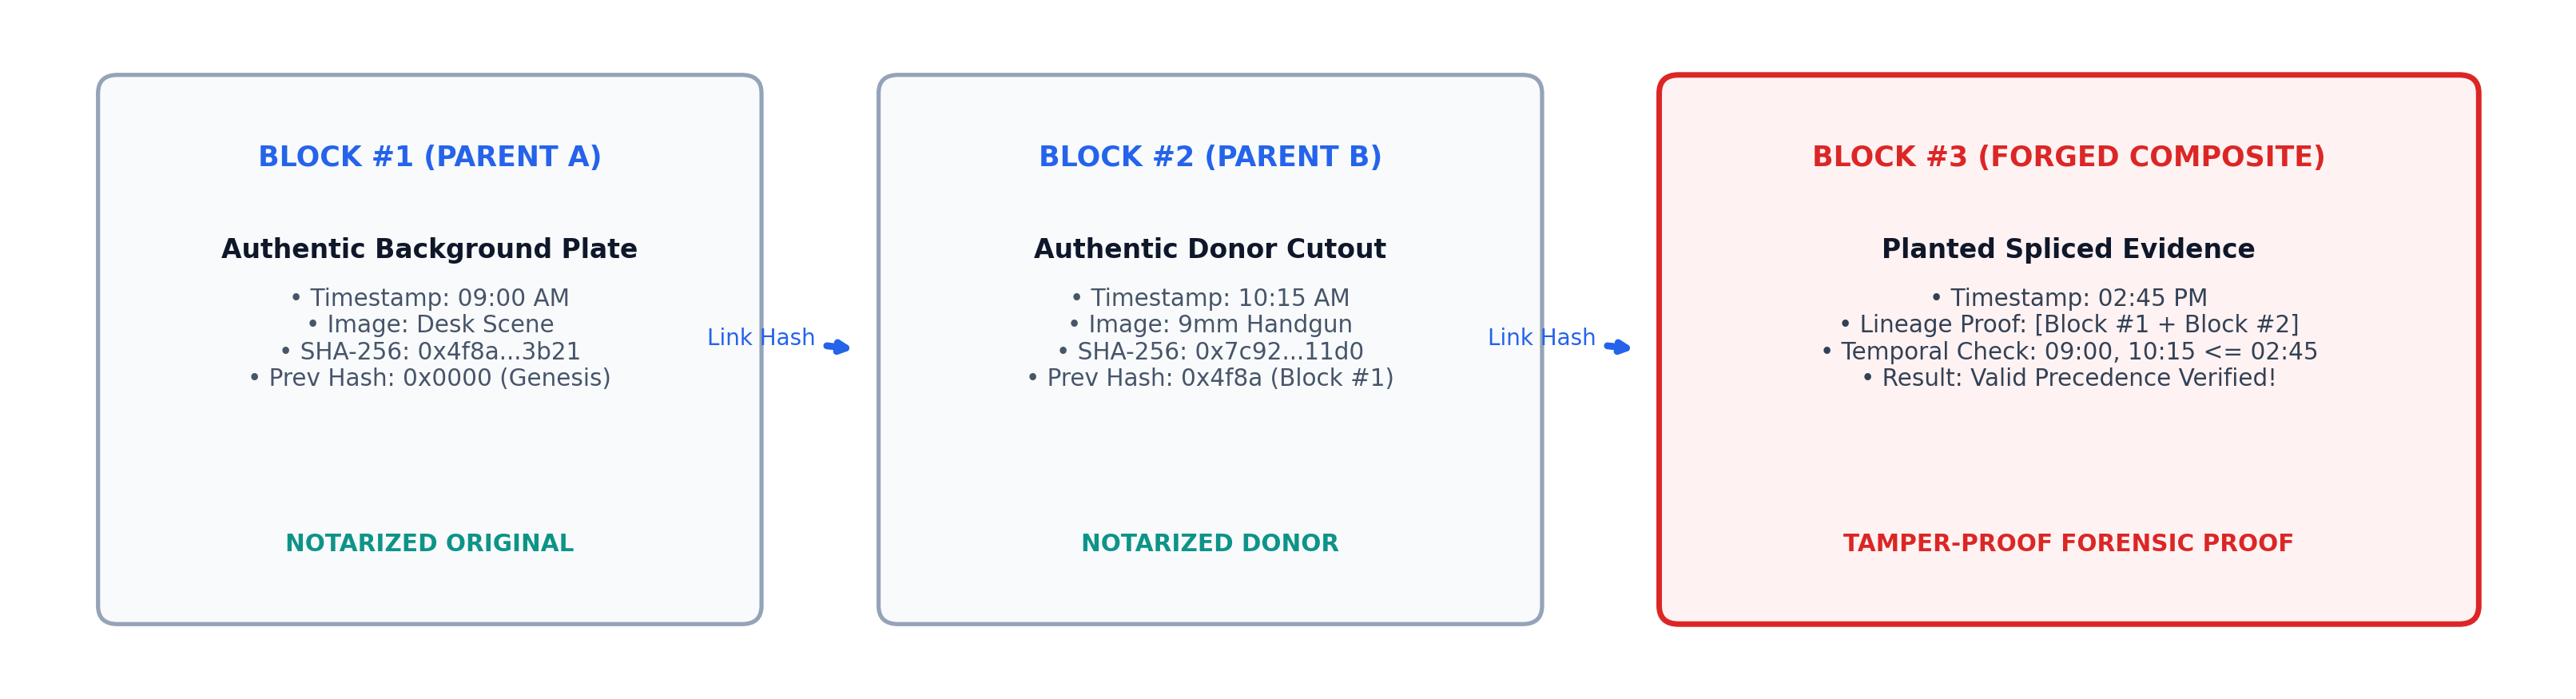 BLOCK #1 (PARENT A)
Authentic Background Plate
• Timestamp: 09:00 AM
• Image: Desk Scene
• SHA-256: 0x4f8a...3b21
• Prev Hash: 0x0000 (Genesis)
NOTARIZED ORIGINAL
Link Hash
BLOCK #2 (PARENT B)
Authentic Donor Cutout
• Timestamp: 10:15 AM
• Image: 9mm Handgun
• SHA-256: 0x7c92...11d0
• Prev Hash: 0x4f8a (Block #1)
NOTARIZED DONOR
Link Hash
BLOCK #3 (FORGED COMPOSITE)
Planted Spliced Evidence
• Timestamp: 02:45 PM
• Lineage Proof: [Block #1 + Block #2]
• Temporal Check: 09:00, 10:15 <= 02:45
• Result: Valid Precedence Verified!
TAMPER-PROOF FORENSIC PROOF